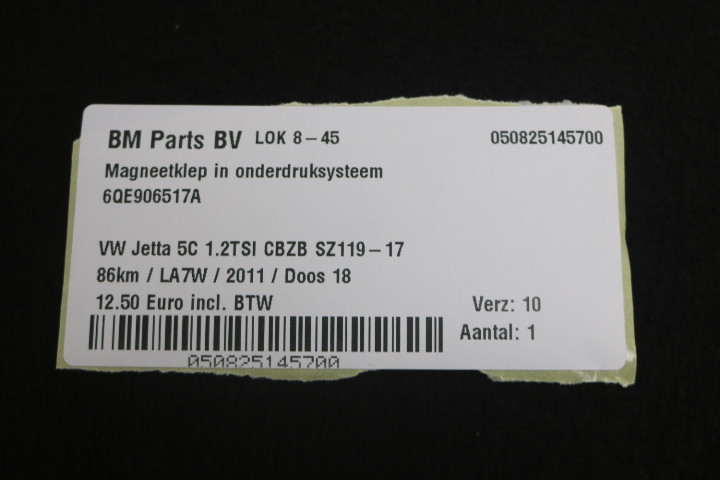 BM Parts BV LOK 8-45 050825145700
Magneetklep in onderdruksysteem
6QE906517A
VW Jetta 5C 1.2TSI CBZB SZ119-17
86km / LA7W / 2011 / Doos 18
12.50 Euro incl. BTW Verz: 10
Aantal: 1
050825145700